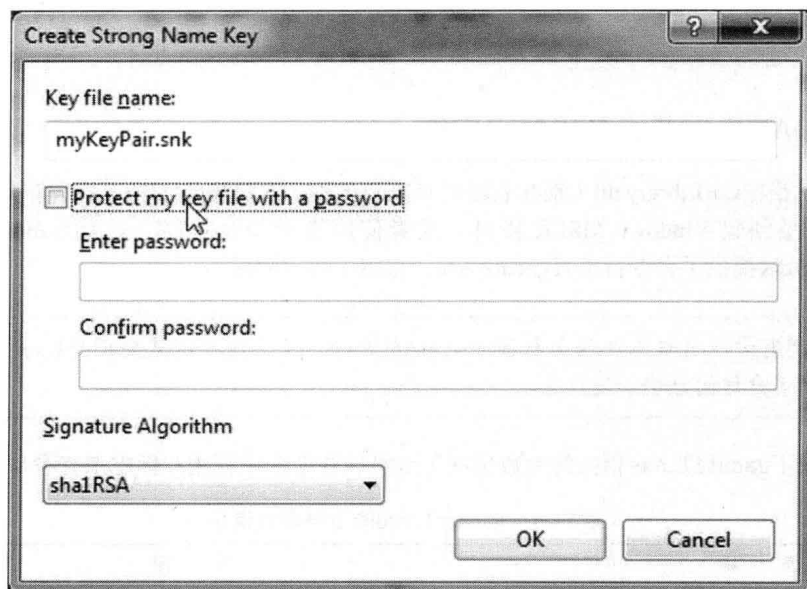 Create Strong Name Key
?
X
Key file name:
myKeyPair.snk
Protect my key file with a password
Enter password:
Confirm password:
Signature Algorithm
sha1RSA
OK
Cancel